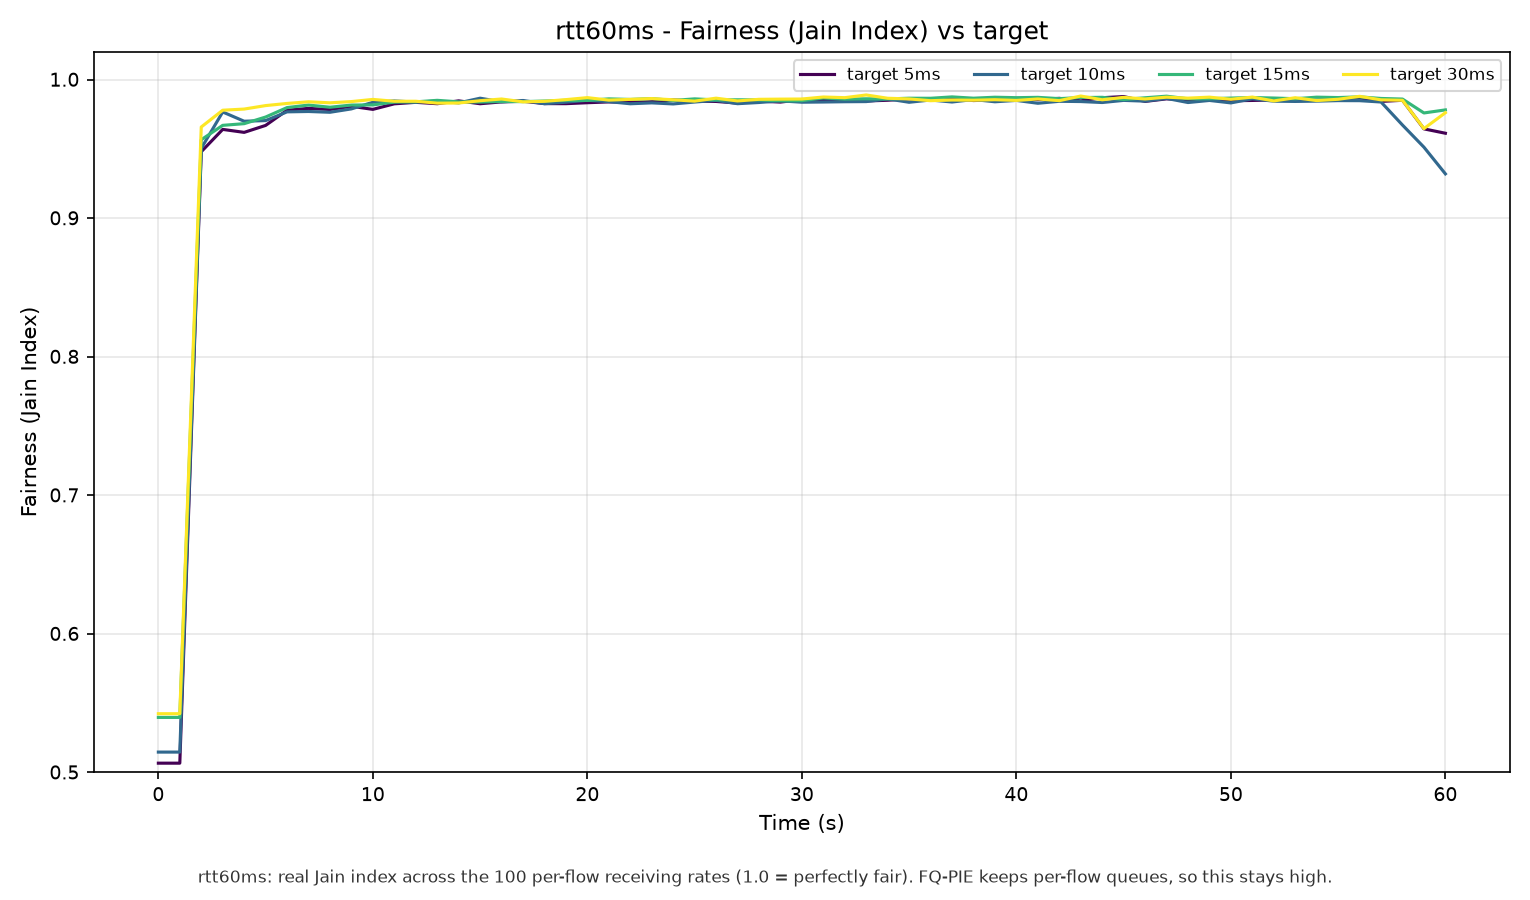 rtt60ms - Fairness (Jain Index) vs target
target 5ms
target 10ms
target 15ms
target 30ms
Fairness (Jain Index)
1.0
0.9
0.8
0.7
0.6
0.5
0
10
20
30
40
50
60
Time (s)
rtt60ms: real Jain index across the 100 per-flow receiving rates (1.0 = perfectly fair). FQ-PIE keeps per-flow queues, so this stays high.